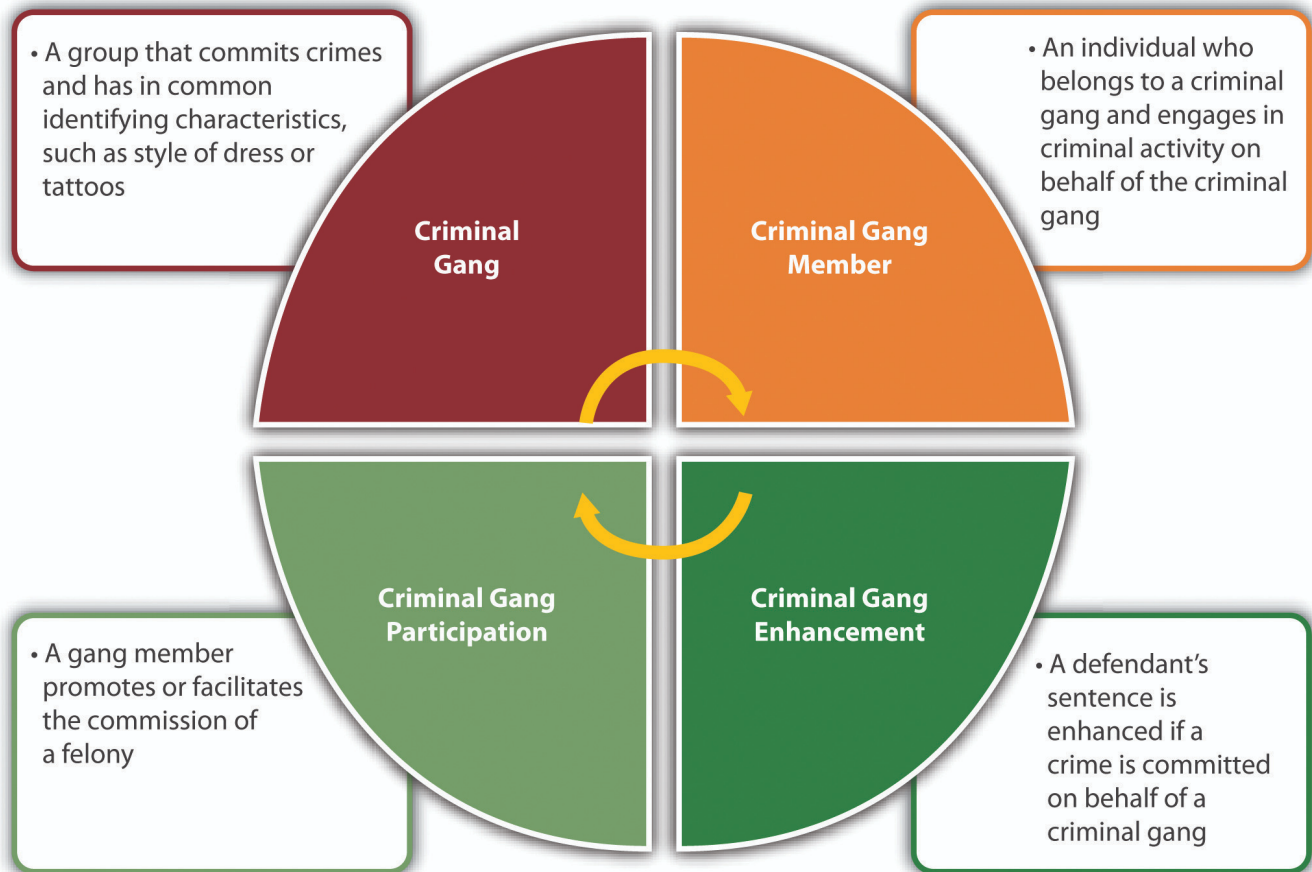 • A group that commits crimes
and has in common
identifying characteristics,
such as style of dress or
tattoos
Criminal
Gang
• An individual who
belongs to a criminal
gang and engages in
criminal activity on
behalf of the criminal
gang
Criminal Gang
Member
Criminal Gang
Participation
• A gang member
promotes or facilitates
the commission of
a felony
Criminal Gang
Enhancement
• A defendant’s
sentence is
enhanced if a
crime is committed
on behalf of a
criminal gang